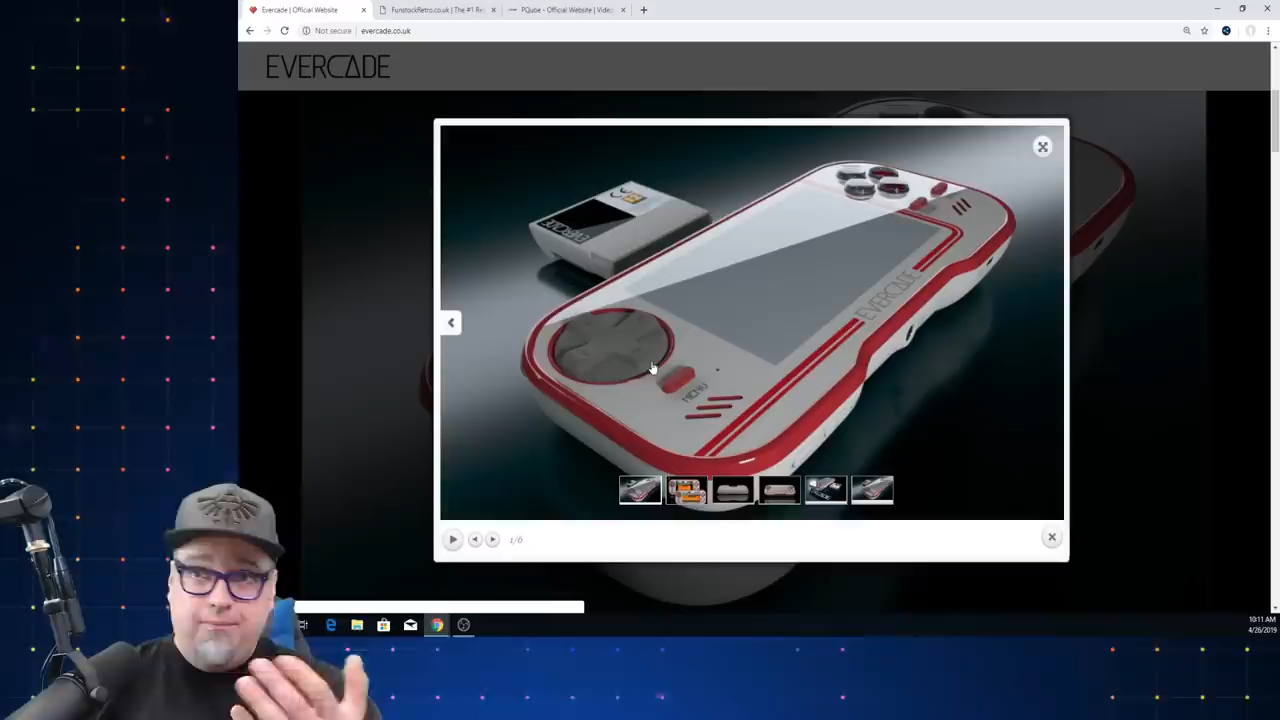 Evercade | Official Website
FunstockRetro.co.uk | The #1 Re
PQube - Official Website | Vide
Not secure
evercade.co.uk
EVERCADE
EVERCADE
MENU
1/6
10:11 AM
4/26/2019